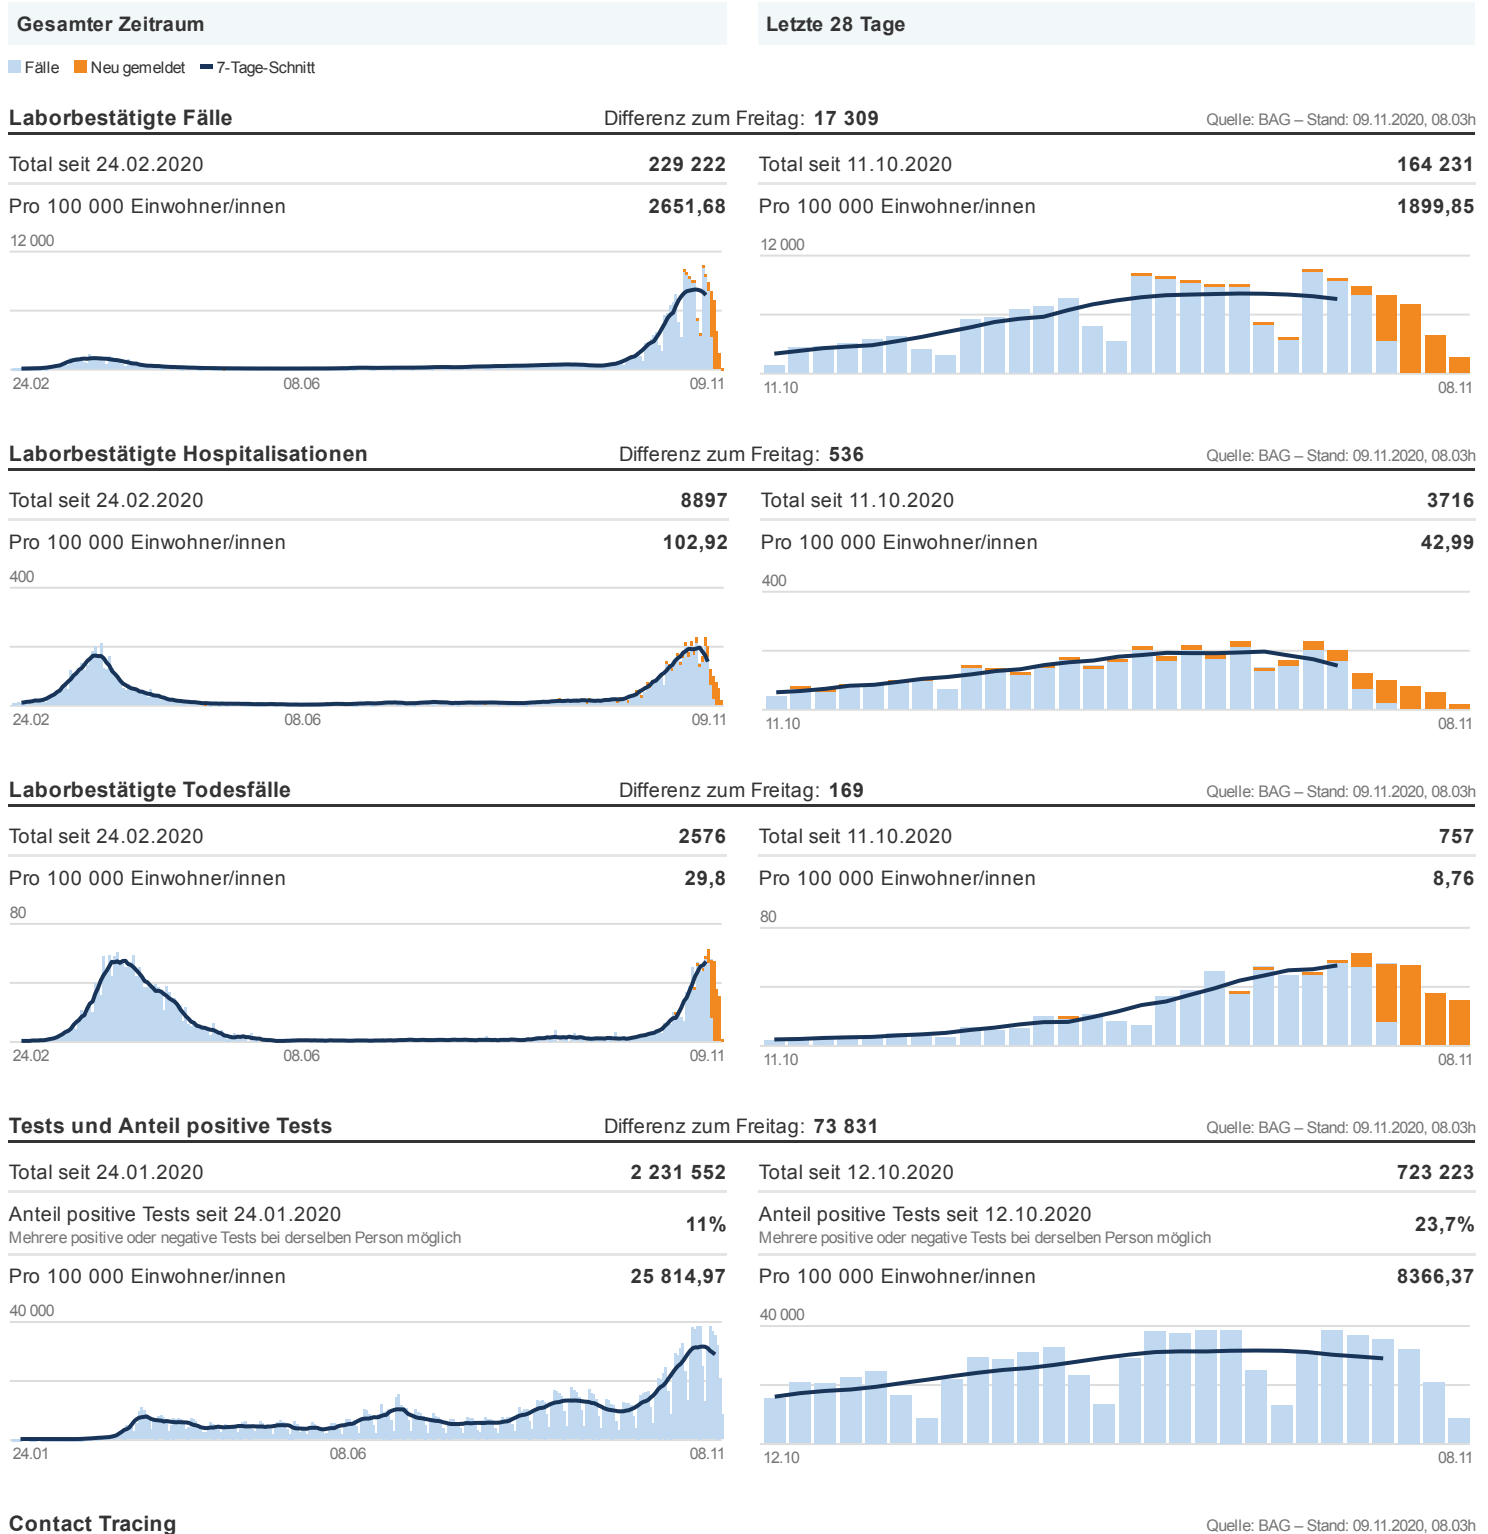 Gesamter Zeitraum
Letzte 28 Tage
Fälle Neu gemeldet 7-Tage-Schnitt
Laborbestätigte Fälle Differenz zum Freitag: 17 309 Quelle: BAG – Stand: 09.11.2020, 08.03h
Total seit 24.02.2020 229 222
Pro 100 000 Einwohner/innen 2651,68
12 000
24.02 08.06 09.11
Total seit 11.10.2020 164 231
Pro 100 000 Einwohner/innen 1899,85
12 000
11.10 08.11
Laborbestätigte Hospitalisationen Differenz zum Freitag: 536 Quelle: BAG – Stand: 09.11.2020, 08.03h
Total seit 24.02.2020 8897
Pro 100 000 Einwohner/innen 102,92
400
24.02 08.06 09.11
Total seit 11.10.2020 3716
Pro 100 000 Einwohner/innen 42,99
400
11.10 08.11
Laborbestätigte Todesfälle Differenz zum Freitag: 169 Quelle: BAG – Stand: 09.11.2020, 08.03h
Total seit 24.02.2020 2576
Pro 100 000 Einwohner/innen 29,8
80
24.02 08.06 09.11
Total seit 11.10.2020 757
Pro 100 000 Einwohner/innen 8,76
80
11.10 08.11
Tests und Anteil positive Tests Differenz zum Freitag: 73 831 Quelle: BAG – Stand: 09.11.2020, 08.03h
Total seit 24.01.2020 2 231 552
Anteil positive Tests seit 24.01.2020 11%
Mehrere positive oder negative Tests bei derselben Person möglich
Pro 100 000 Einwohner/innen 25 814,97
40 000
24.01 08.06 08.11
Total seit 12.10.2020 723 223
Anteil positive Tests seit 12.10.2020 23,7%
Mehrere positive oder negative Tests bei derselben Person möglich
Pro 100 000 Einwohner/innen 8366,37
40 000
12.10 08.11
Contact Tracing Quelle: BAG – Stand: 09.11.2020, 08.03h